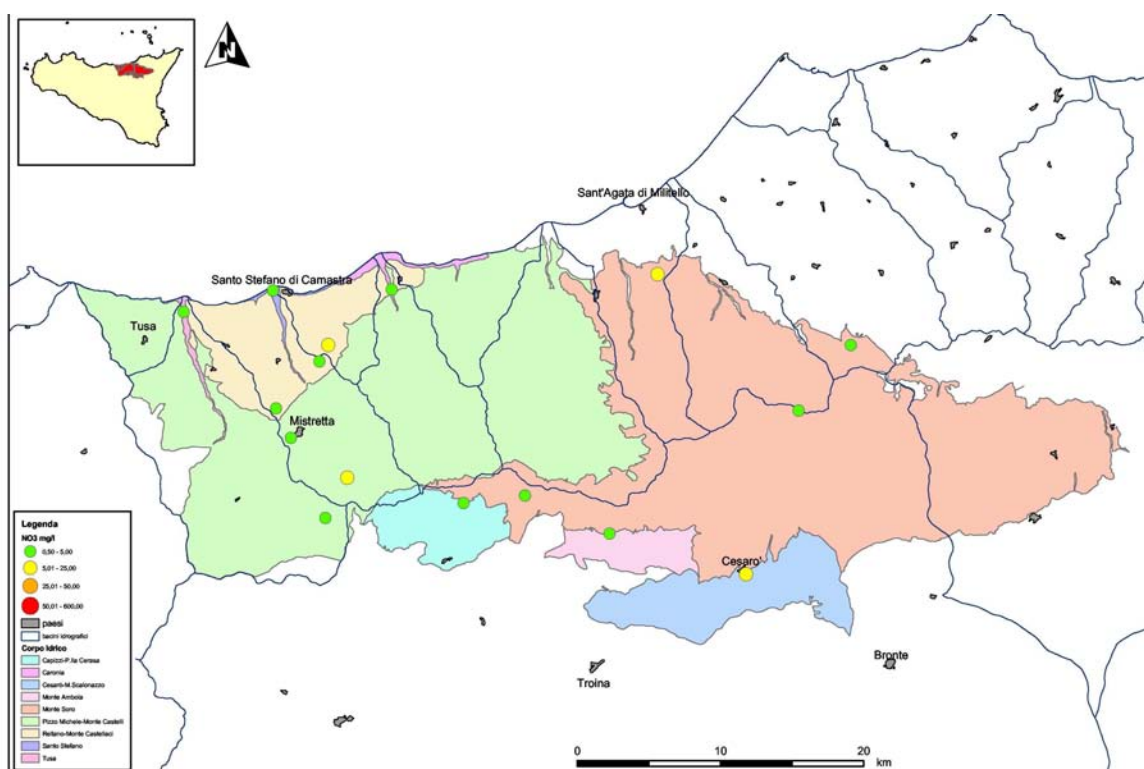 N
Sant'Agata di Militello
Santo Stefano di Camastra
Tusa
Mistretta
Cesaro'
Bronte
Troina
Legenda
NO3 mg/l
0,50 - 5,00
5,01 - 25,00
25,01 - 50,00
50,01 - 600,00
paesi
bacini idrografici
Corpo Idrico
Capizzi-P.lla Cerasa
Caronia
Cesarò-M.Scalonazzo
Monte Ambola
Monte Soro
Pizzo Michele-Monte Castelli
Reitano-Monte Castellaci
Santo Stefano
Tusa
0 10 20
km